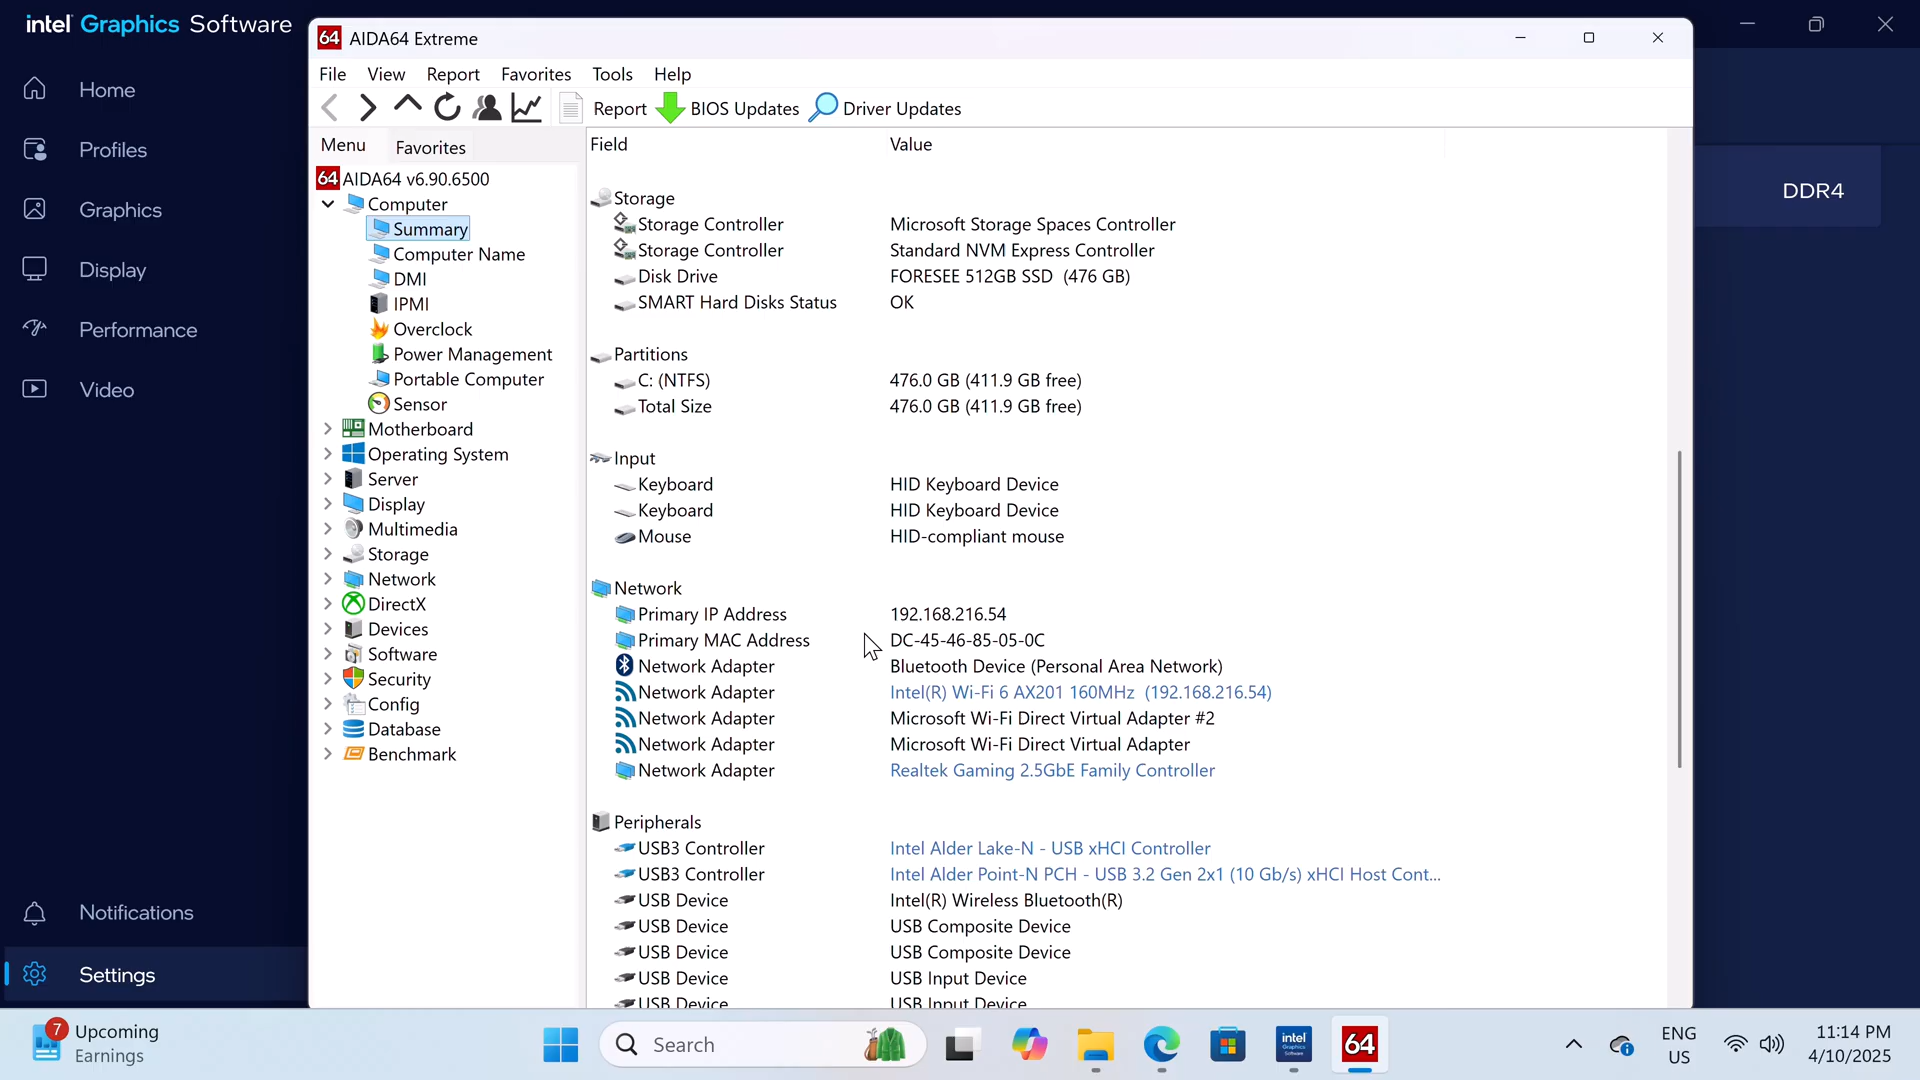 intel Graphics Software
Home
Profiles
Graphics
Display
Performance
Video
Notifications
Settings
DDR4
64 AIDA64 Extreme
File View Report Favorites Tools Help
Report BIOS Updates Driver Updates
Menu Favorites
64 AIDA64 v6.90.6500
Computer
Summary
Computer Name
DMI
IPMI
Overclock
Power Management
Portable Computer
Sensor
Motherboard
Operating System
Server
Display
Multimedia
Storage
Network
DirectX
Devices
Software
Security
Config
Database
Benchmark
Field Value
Storage
Storage Controller Microsoft Storage Spaces Controller
Storage Controller Standard NVM Express Controller
Disk Drive FORESEE 512GB SSD (476 GB)
SMART Hard Disks Status OK
Partitions
C: (NTFS) 476.0 GB (411.9 GB free)
Total Size 476.0 GB (411.9 GB free)
Input
Keyboard HID Keyboard Device
Keyboard HID Keyboard Device
Mouse HID-compliant mouse
Network
Primary IP Address 192.168.216.54
Primary MAC Address DC-45-46-85-05-0C
Network Adapter Bluetooth Device (Personal Area Network)
Network Adapter Intel(R) Wi-Fi 6 AX201 160MHz (192.168.216.54)
Network Adapter Microsoft Wi-Fi Direct Virtual Adapter #2
Network Adapter Microsoft Wi-Fi Direct Virtual Adapter
Network Adapter Realtek Gaming 2.5GbE Family Controller
Peripherals
USB3 Controller Intel Alder Lake-N - USB xHCI Controller
USB3 Controller Intel Alder Point-N PCH - USB 3.2 Gen 2x1 (10 Gb/s) xHCI Host Cont...
USB Device Intel(R) Wireless Bluetooth(R)
USB Device USB Composite Device
USB Device USB Composite Device
USB Device USB Input Device
USB Device USB Input Device
7 Upcoming
Earnings
Search
intel
64
ENG
US
11:14 PM
4/10/2025